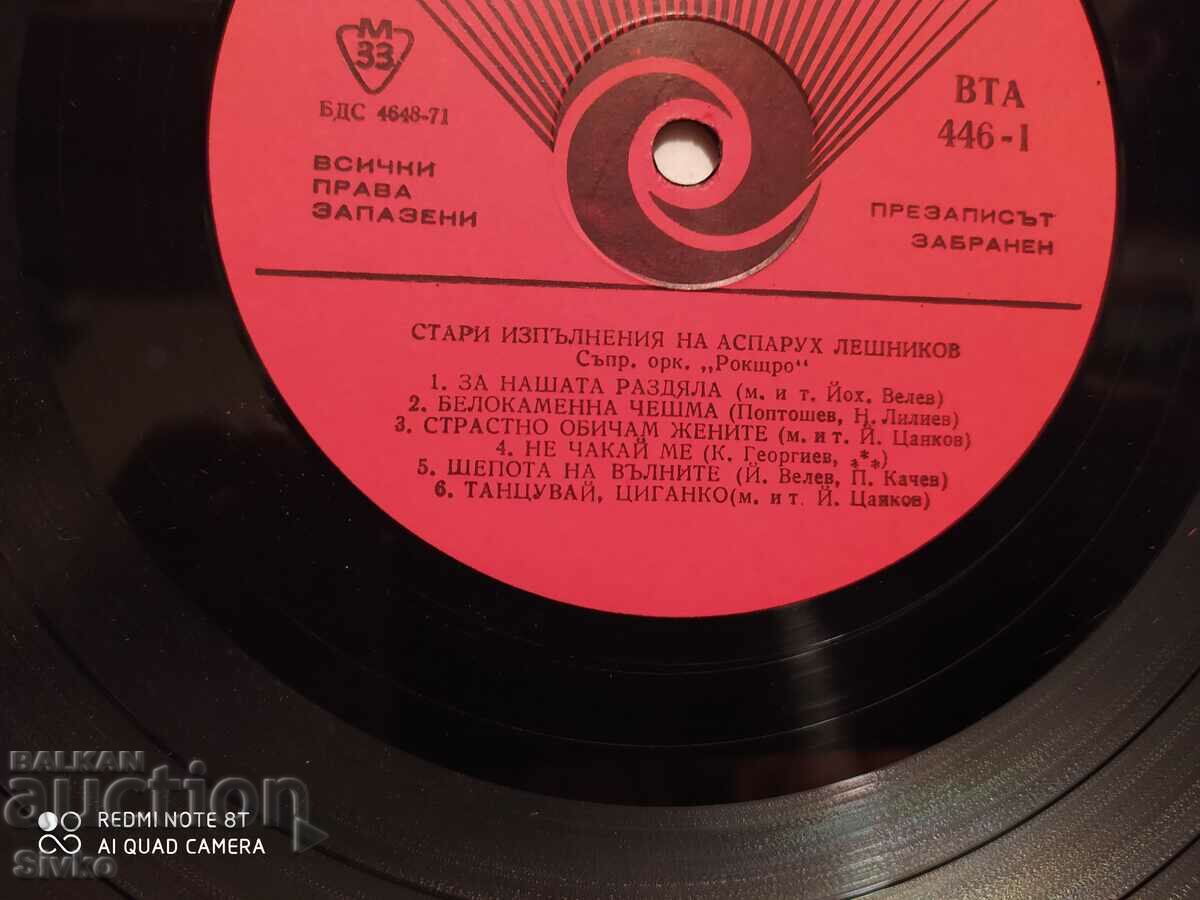 М
33
БДС 4648-71
ВСИЧКИ
ПРАВА
ЗАПАЗЕНИ
ВТА
446-I
ПРЕЗАПИСЪТ
ЗАБРАНЕН
СТАРИ ИЗПЪЛНЕНИЯ НА АСПАРУХ ЛЕШНИКОВ
Съпр. орк. „Рокщро"
1. ЗА НАШАТА РАЗДЯЛА (м. и т. Йох. Велев)
2. БЕЛОКАМЕННА ЧЕШМА (Поптошев, Н. Лилиев)
3. СТРАСТНО ОБИЧАМ ЖЕНИТЕ (м. и т. Й. Цанков)
4. НЕ ЧАКАЙ МЕ (К. Георгиев, ***)
5. ШЕПОТА НА ВЪЛНИТЕ (Й. Велев, П. Качев)
6. ТАНЦУВАЙ, ЦИГАНКО (м. и т. Й. Цанков)
BALKAN
auction
REDMI NOTE 8T
AI QUAD CAMERA
Sivko